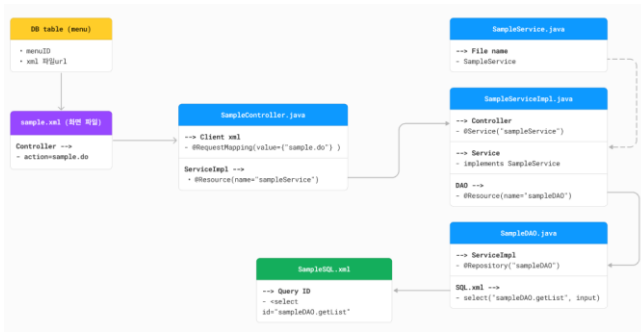 DB table (menu)
• menuID
• xml 파일url
sample.xml (화면 파일)
Controller -->
- action=sample.do
SampleController.java
--> Client xml
- @RequestMapping(value={"sample.do") )
ServiceImpl -->
• @Resource(name="sampleService")
SampleService.java
--> File name
- SampleService
SampleServiceImpl.java
--> Controller
- @Service("sampleService")
--> Service
- implements SampleService
DAO -->
• @Resource(name="sampleDAO")
SampleDAO.java
--> ServiceImpl
- @Repository("sampleDAO")
SQL.xml -->
- select("sampleDAO.getList", input)
SampleSQL.xml
--> Query ID
- <select
id="sampleDAO.getList"